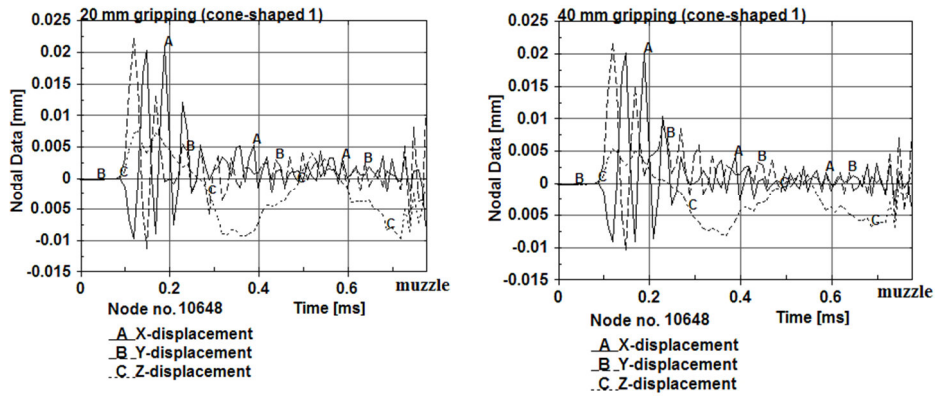 20 mm gripping (cone-shaped 1)
Nodal Data [mm]
0.025
0.02
0.015
0.01
0.005
0
-0.005
-0.01
-0.015
A
B
C
B
C
A
B
A
B
C
0
0.2
0.4
0.6
muzzle
Time [ms]
Node no. 10648
A X-displacement
B Y-displacement
C Z-displacement
40 mm gripping (cone-shaped 1)
Nodal Data [mm]
0.025
0.02
0.015
0.01
0.005
0
0.005
-0.01
-0.015
A
B
C
B
C
A
B
A
B
C
0
0.2
0.4
0.6
muzzle
Time [ms]
Node no. 10648
A X-displacement
B Y-displacement
C Z-displacement